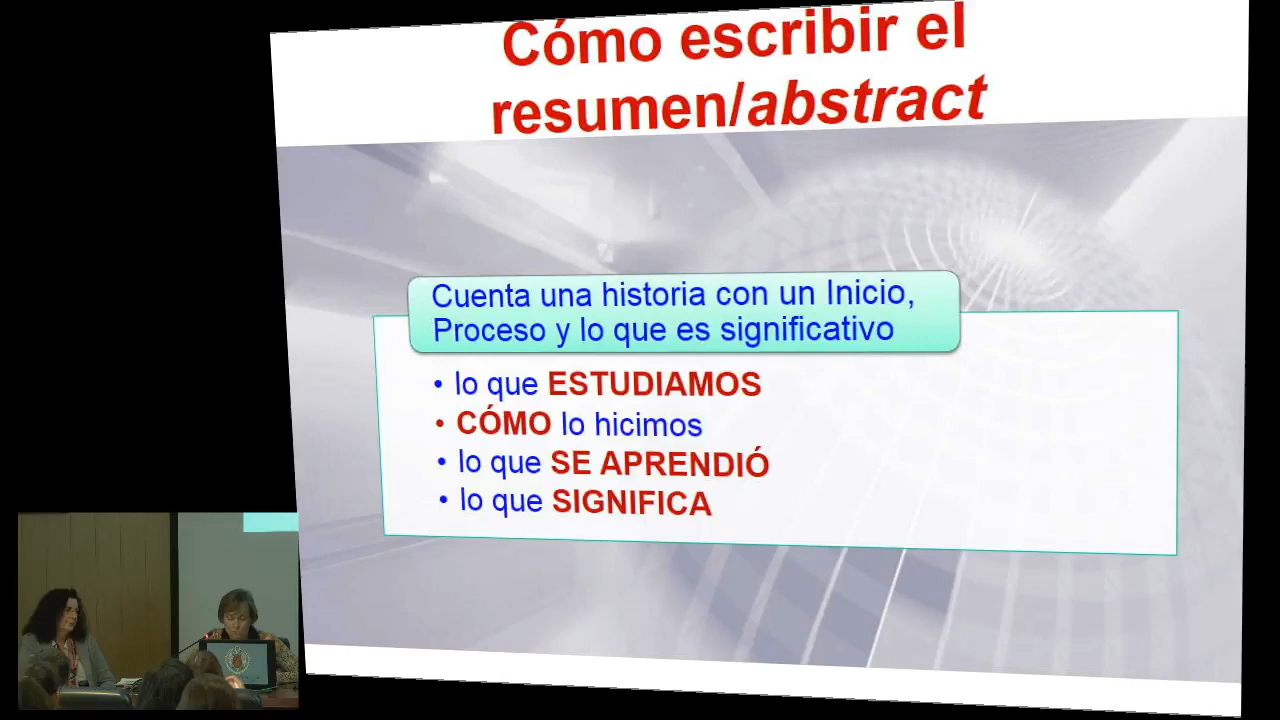 Cómo escribir el
resumen/abstract
Cuenta una historia con un Inicio,
Proceso y lo que es significativo
• lo que ESTUDIAMOS
• CÓMO lo hicimos
• lo que SE APRENDIÓ
• lo que SIGNIFICA